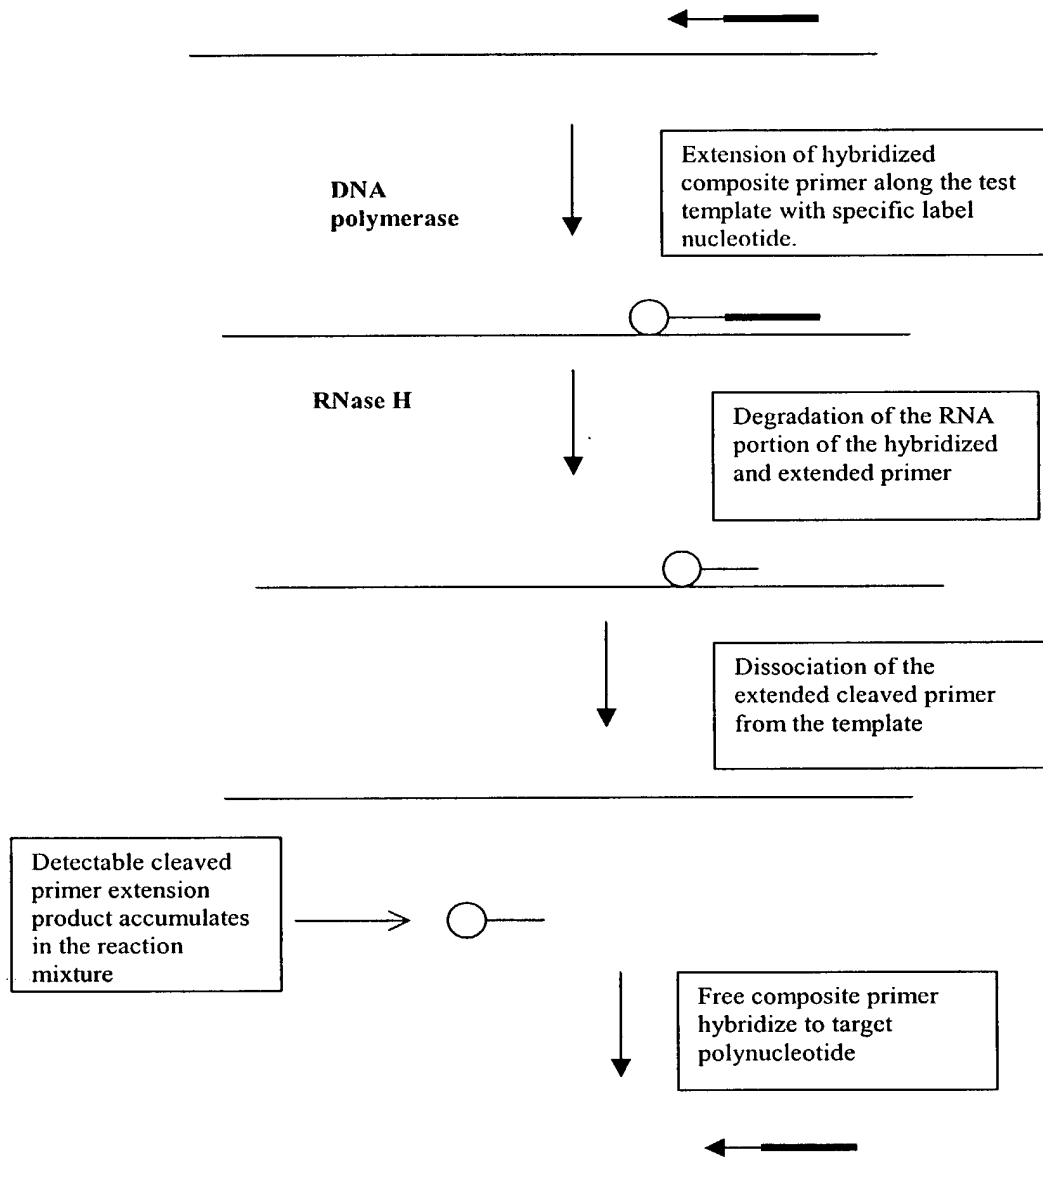 Extension of hybridized
composite primer along the test
template with specific label
nucleotide.
DNA
polymerase
RNase H
Degradation of the RNA
portion of the hybridized
and extended primer
Dissociation of the
extended cleaved primer
from the template
Detectable cleaved
primer extension
product accumulates
in the reaction
mixture
Free composite primer
hybridize to target
polynucleotide